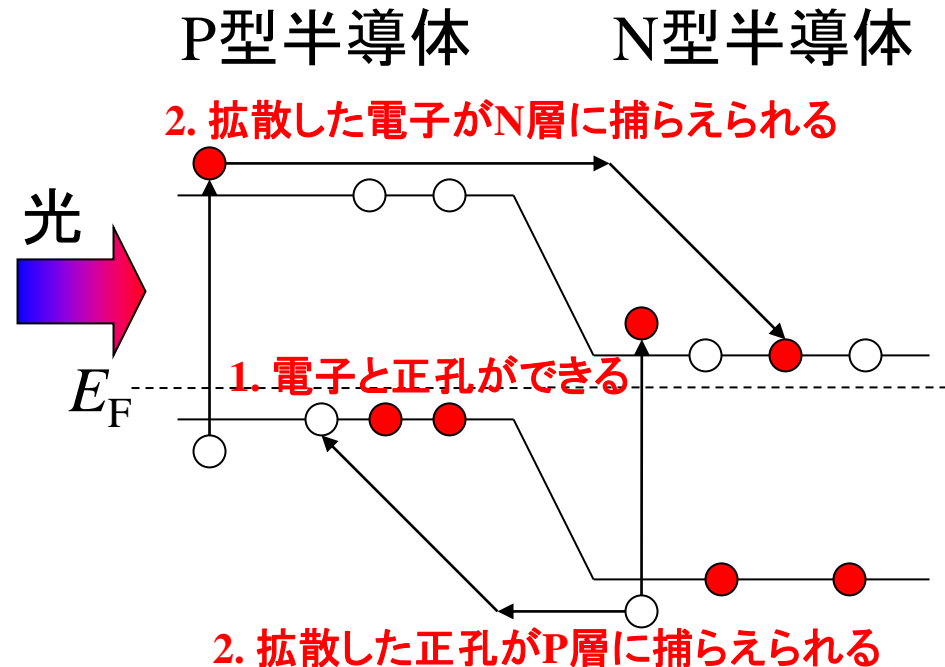 P型半導体 N型半導体
2. 拡散した電子がN層に捕らえられる
光
1. 電子と正孔ができる
EF
2. 拡散した正孔がP層に捕らえられる